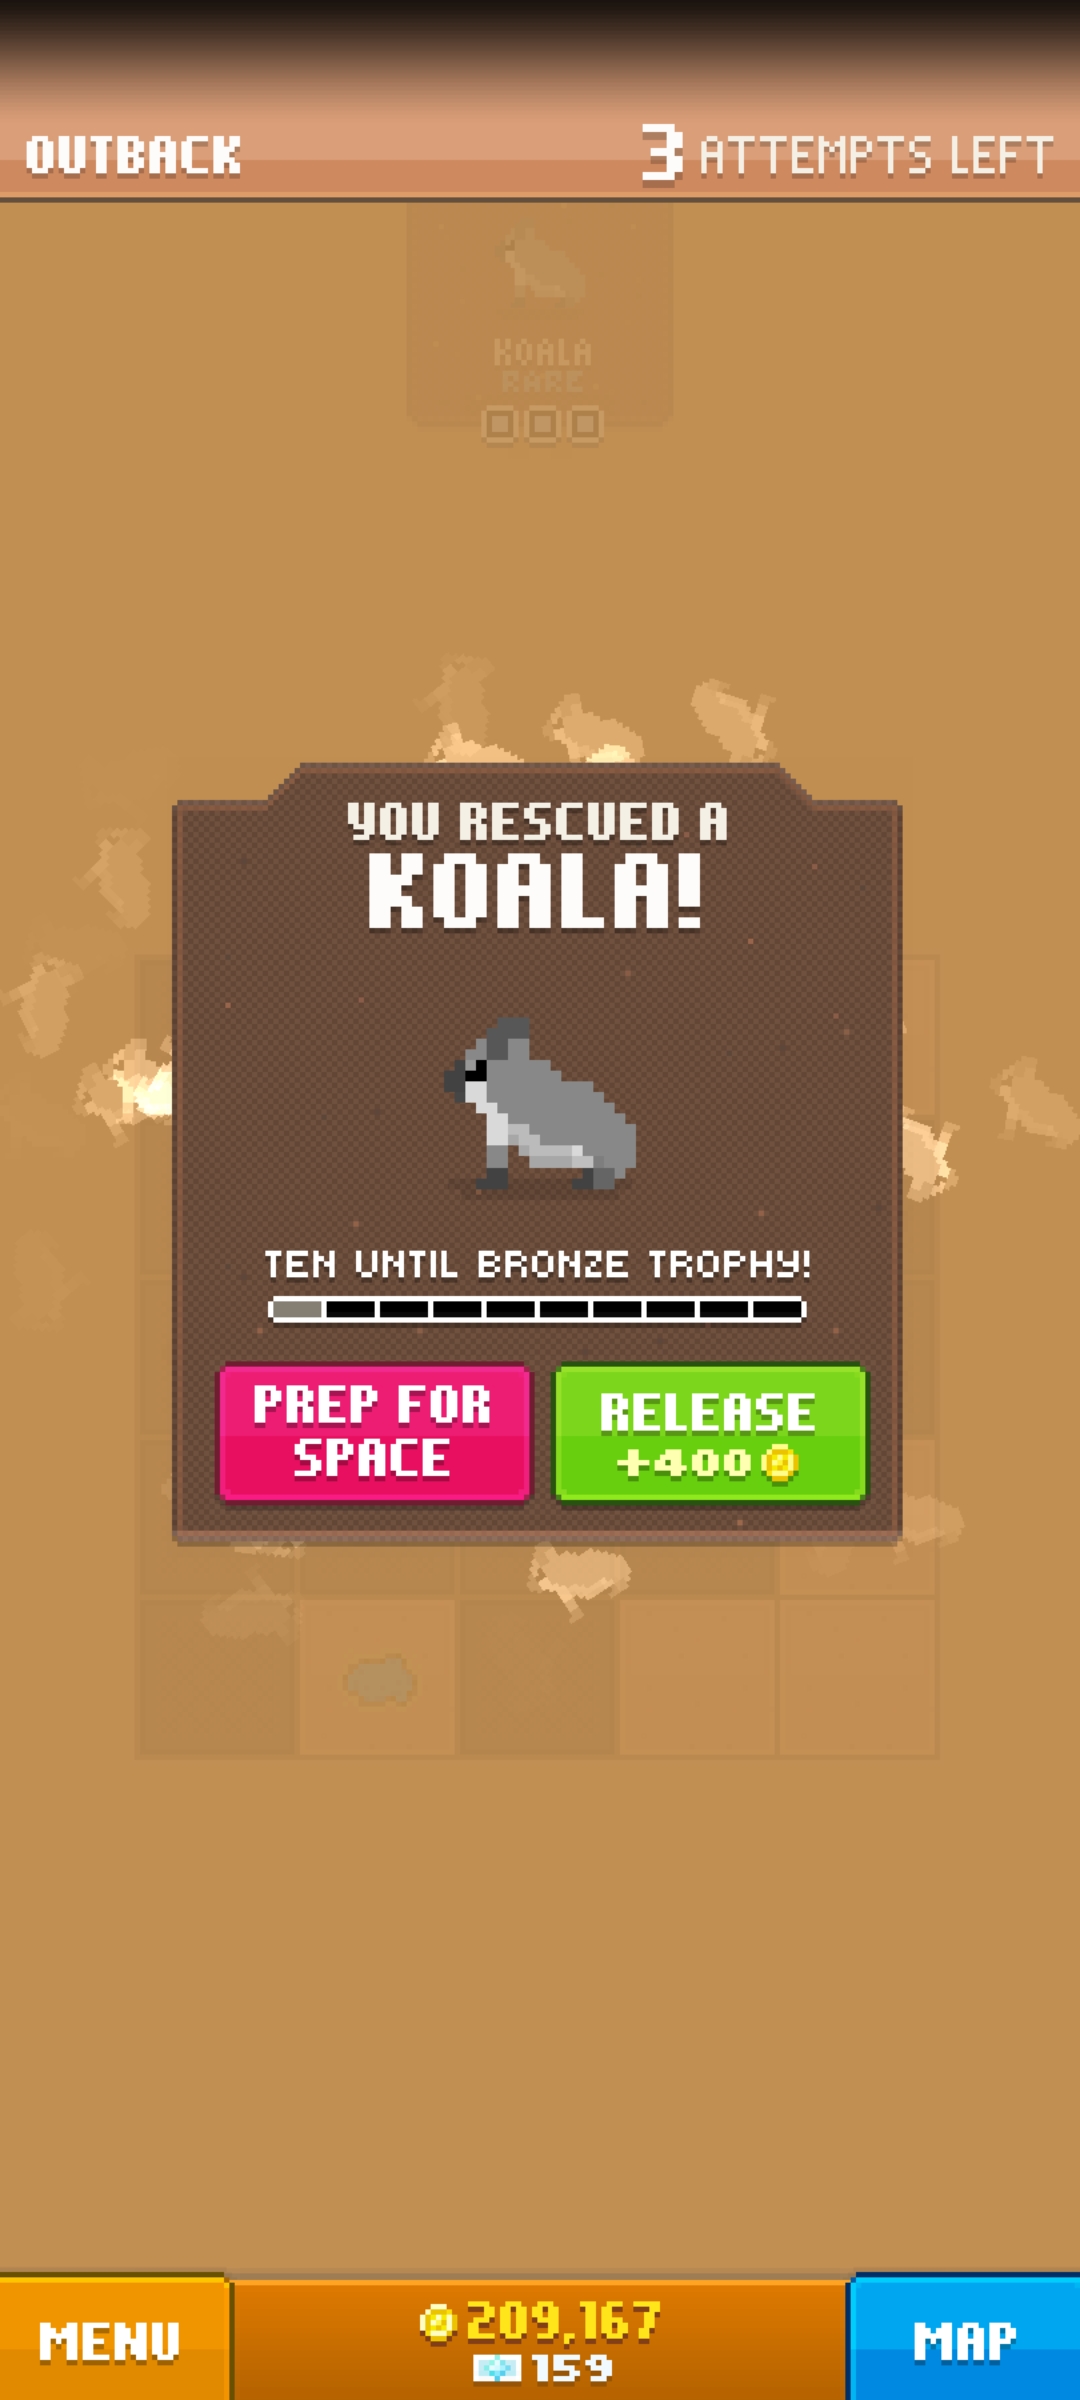 OUTBACK
3 ATTEMPTS LEFT
KOALA
RARE
YOU RESCUED A
KOALA!
TEN UNTIL BRONZE TROPHY!
PREP FOR
SPACE
RELEASE
+400
MENU
209,167
159
MAP